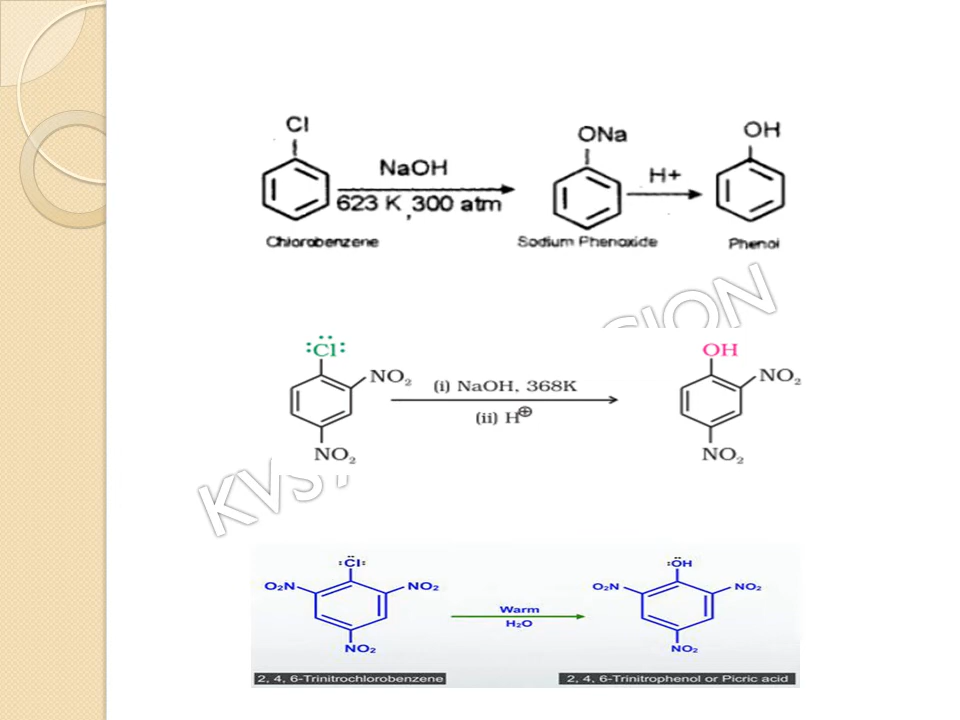 Cl
ONa
OH
NaOH
H+
623 K ,300 atm
Chlorobenzene
Sodium Phenoxide
Phenol
:Cl:
OH
NO2
(i) NaOH, 368K
NO2
(ii) H⊕
NO2
NO2
KVS
:Cl:
:OH
O2N
NO2
O2N
NO2
Warm
H2O
NO2
NO2
2, 4, 6-Trinitrochlorobenzene
2, 4, 6-Trinitrophenol or Picric acid